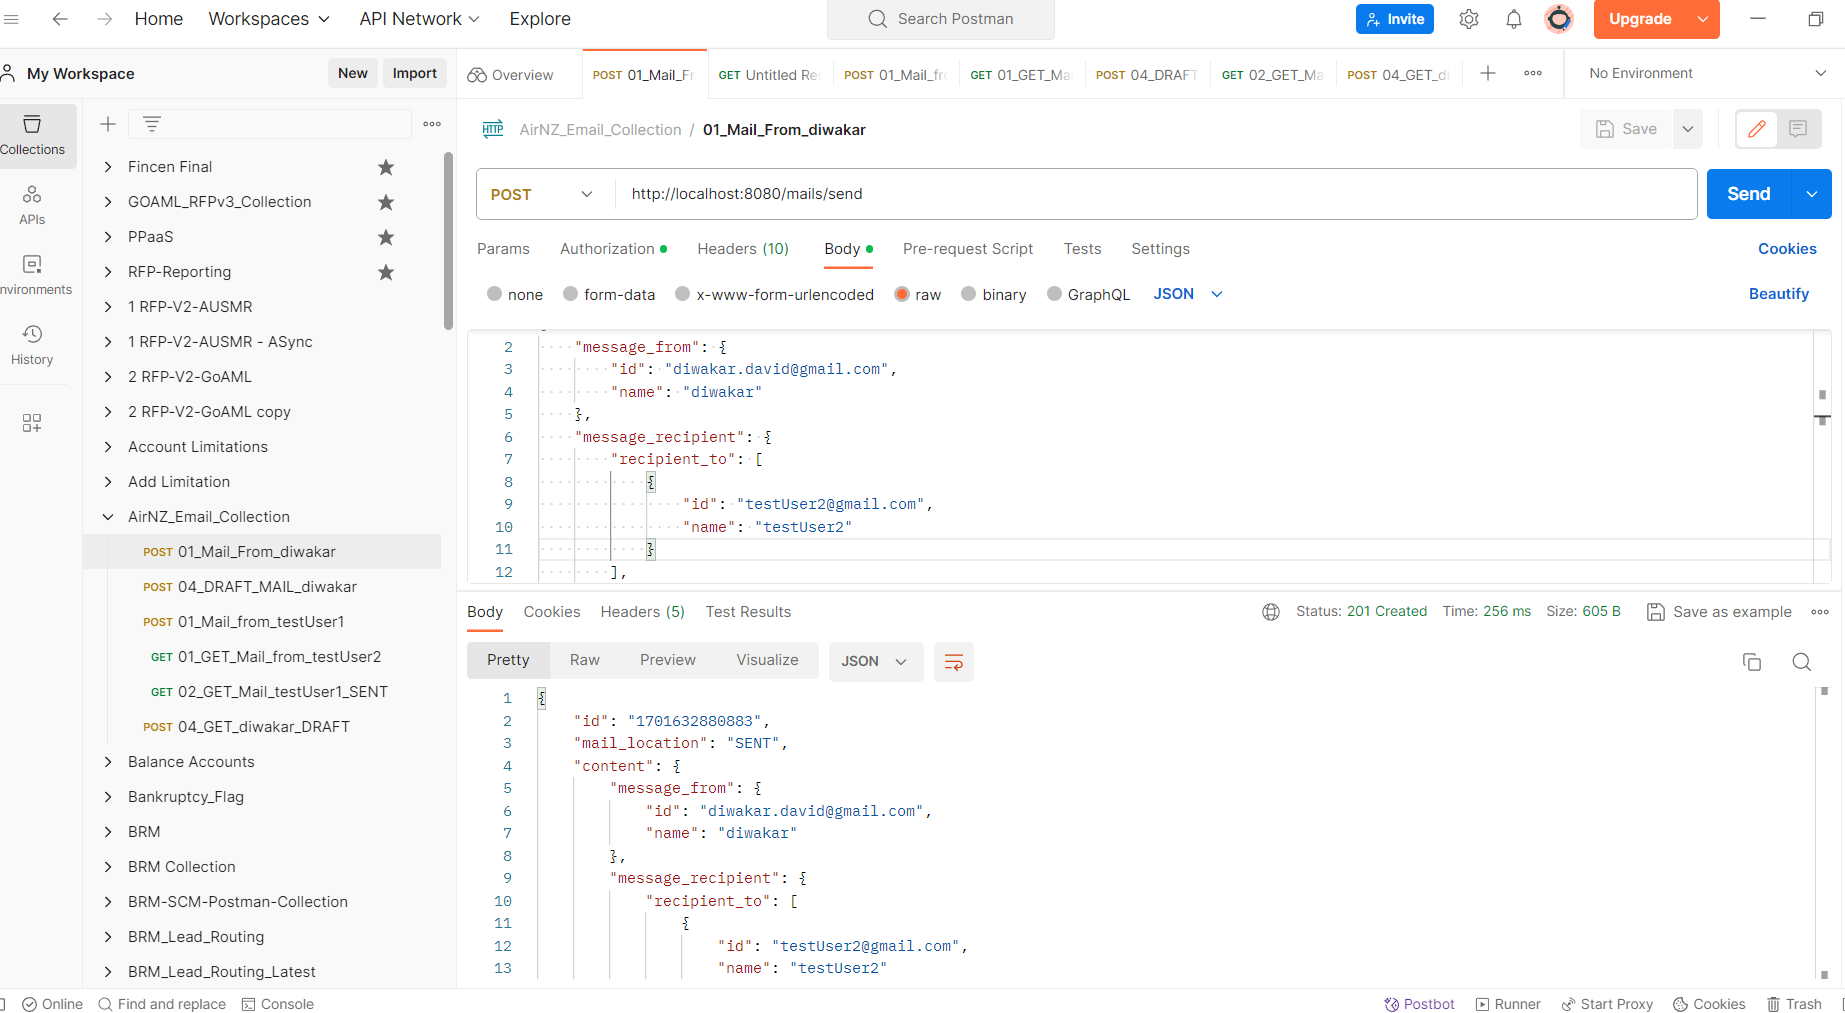 Home Workspaces API Network Explore Search Postman Invite Upgrade
My Workspace New Import
Overview POST 01_Mail_Fr GET Untitled Re POST 01_Mail_fr GET 01_GET_Ma POST 04_DRAFT GET 02_GET_Ma POST 04_GET_di No Environment
Collections
APIs
nvironments
History
Fincen Final
GOAML_RFPv3_Collection
PPaaS
RFP-Reporting
1 RFP-V2-AUSMR
1 RFP-V2-AUSMR - ASync
2 RFP-V2-GoAML
2 RFP-V2-GoAML copy
Account Limitations
Add Limitation
AirNZ_Email_Collection
POST 01_Mail_From_diwakar
POST 04_DRAFT_MAIL_diwakar
POST 01_Mail_from_testUser1
GET 01_GET_Mail_from_testUser2
GET 02_GET_Mail_testUser1_SENT
POST 04_GET_diwakar_DRAFT
Balance Accounts
Bankruptcy_Flag
BRM
BRM Collection
BRM-SCM-Postman-Collection
BRM_Lead_Routing
BRM_Lead_Routing_Latest
HTTP AirNZ_Email_Collection / 01_Mail_From_diwakar Save
POST http://localhost:8080/mails/send Send
Params Authorization Headers (10) Body Pre-request Script Tests Settings Cookies
none form-data x-www-form-urlencoded raw binary GraphQL JSON Beautify
2 "message_from": {
3 "id": "diwakar.david@gmail.com",
4 "name": "diwakar"
5 },
6 "message_recipient": {
7 "recipient_to": [
8 {
9 "id": "testUser2@gmail.com",
10 "name": "testUser2"
11 }
12 ],
Body Cookies Headers (5) Test Results Status: 201 Created Time: 256 ms Size: 605 B Save as example
Pretty Raw Preview Visualize JSON
1 {
2 "id": "1701632880883",
3 "mail_location": "SENT",
4 "content": {
5 "message_from": {
6 "id": "diwakar.david@gmail.com",
7 "name": "diwakar"
8 },
9 "message_recipient": {
10 "recipient_to": [
11 {
12 "id": "testUser2@gmail.com",
13 "name": "testUser2"
Online Find and replace Console Postbot Runner Start Proxy Cookies Trash